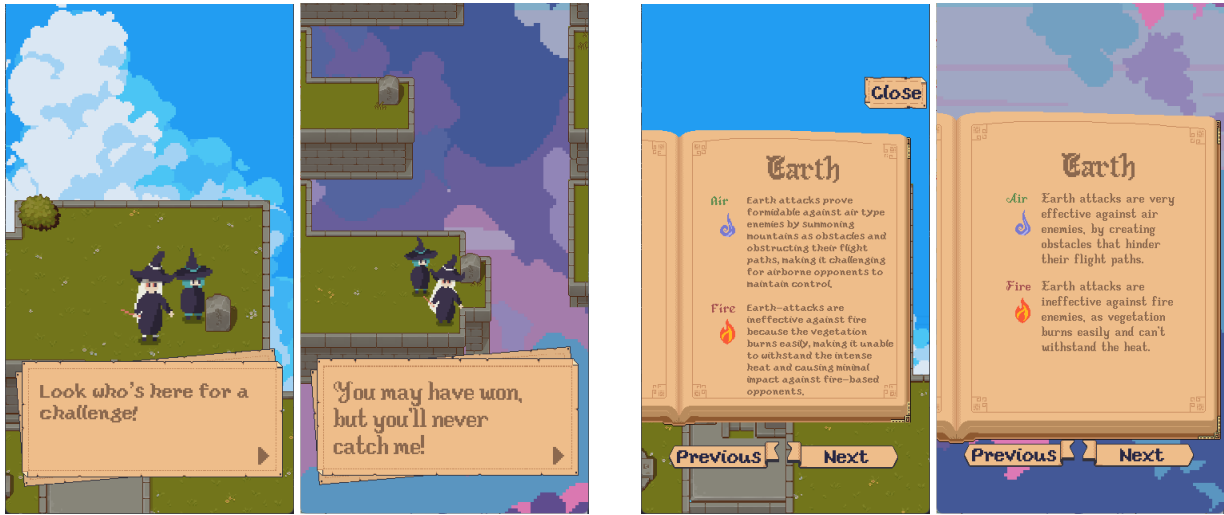 Look who's here for a
challenge!
You may have won,
but you'll never
catch me!
Close
Earth
Air
Earth attacks prove
formidable against air type
enemies by summoning
mountains as obstacles and
obstructing their flight
paths, making it challenging
for airborne opponents to
maintain control.
Fire
Earth-attacks are
ineffective against fire
because the vegetation
burns easily, making it unable
to withstand the intense
heat and causing minimal
impact against fire-based
opponents.
Previous
Next
Earth
Air
Earth attacks are very
effective against air
enemies, by creating
obstacles that hinder
their flight paths.
Fire
Earth attacks are
ineffective against fire
enemies, as vegetation
burns easily and can't
withstand the heat.
Previous
Next